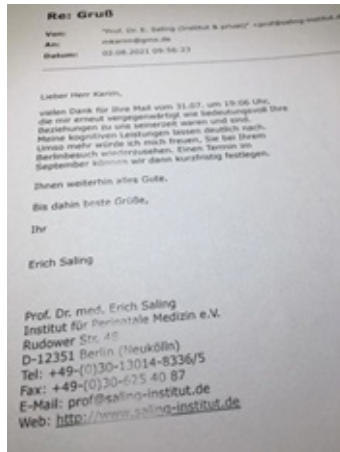 Re: Gruß
Von: "Prof. Dr. E. Saling (Institut & privat)" <prof@saling-institut.d
An: mkarim@gmx.de
Datum: 02.08.2021 09:56:23
Lieber Herr Karim,
vielen Dank für Ihre Mail vom 31.07. um 19:06 Uhr,
die mir erneut vergegenwärtigt wie bedeutungsvoll Ihre
Beziehungen zu uns seinerzeit waren und sind.
Meine kognitiven Leistungen lassen deutlich nach.
Umso mehr würde ich mich freuen, Sie bei Ihrem
Berlinbesuch wiederzusehen. Einen Termin im
September können wir dann kurzfristig festlegen.
Ihnen weiterhin alles Gute.
Bis dahin beste Grüße,
Ihr
Erich Saling
Prof. Dr. med. Erich Saling
Institut für Perinatale Medizin e.V.
Rudower Str. 48
D-12351 Berlin (Neukölln)
Tel: +49-(0)30-13014-8336/5
Fax: +49-(0)30-625 40 87
E-Mail: prof@saling-institut.de
Web: http://www.saling-institut.de